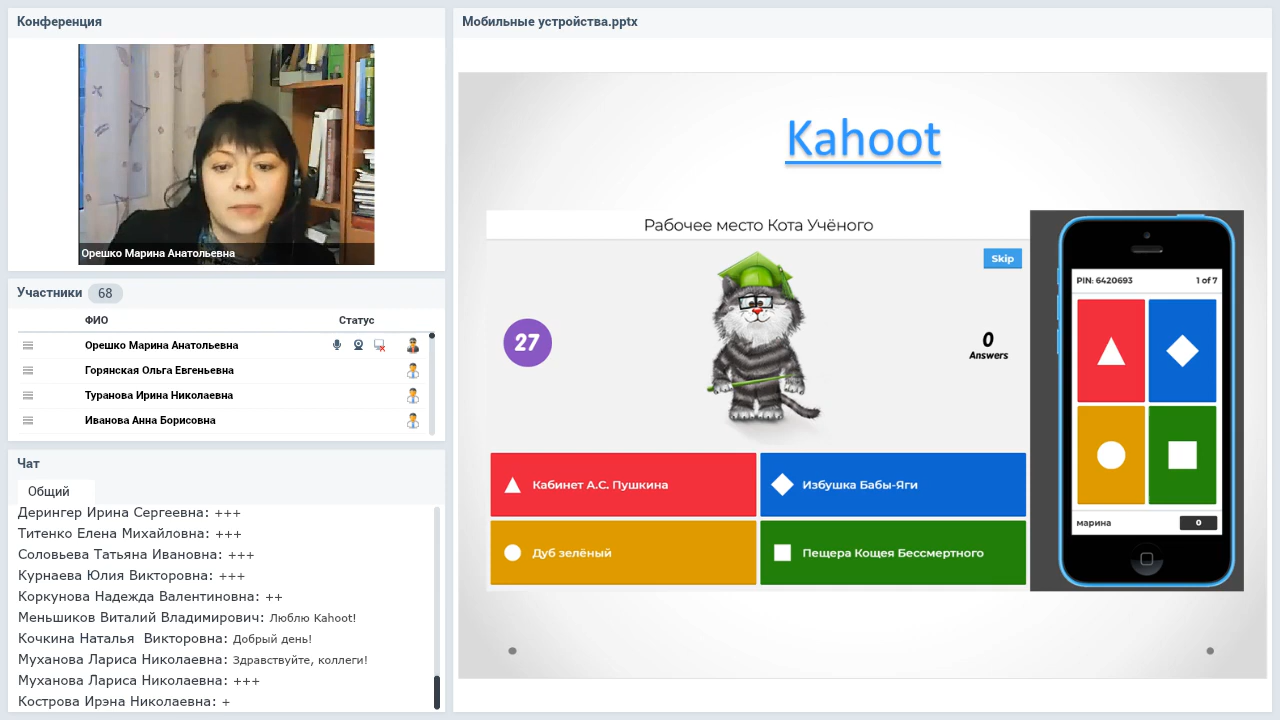 Конференция
Орешко Марина Анатольевна
Участники 68
ФИО Статус
Орешко Марина Анатольевна
Горянская Ольга Евгеньевна
Туранова Ирина Николаевна
Иванова Анна Борисовна
Чат
Общий
Дерингер Ирина Сергеевна: +++
Титенко Елена Михайловна: +++
Соловьева Татьяна Ивановна: +++
Курнаева Юлия Викторовна: +++
Коркунова Надежда Валентиновна: ++
Меньшиков Виталий Владимирович: Люблю Kahoot!
Кочкина Наталья Викторовна: Добрый день!
Муханова Лариса Николаевна: Здравствуйте, коллеги!
Муханова Лариса Николаевна: +++
Кострова Ирэна Николаевна: +
Мобильные устройства.pptx
Kahoot
Рабочее место Кота Учёного
Skip
27
0
Answers
Кабинет А.С. Пушкина
Избушка Бабы-Яги
Дуб зелёный
Пещера Кощея Бессмертного
PIN: 6420693 1 of 7
марина 0